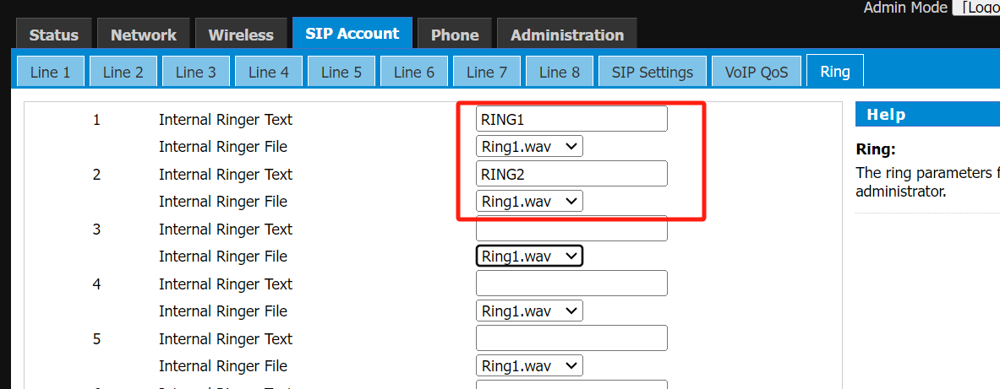 Admin Mode [Logo
Status Network Wireless SIP Account Phone Administration
Line 1 Line 2 Line 3 Line 4 Line 5 Line 6 Line 7 Line 8 SIP Settings VoIP QoS Ring
1 Internal Ringer Text RING1
Internal Ringer File Ring1.wav
2 Internal Ringer Text RING2
Internal Ringer File Ring1.wav
3 Internal Ringer Text
Internal Ringer File Ring1.wav
4 Internal Ringer Text
Internal Ringer File Ring1.wav
5 Internal Ringer Text
Internal Ringer File Ring1.wav
Help
Ring:
The ring parameters f
administrator.